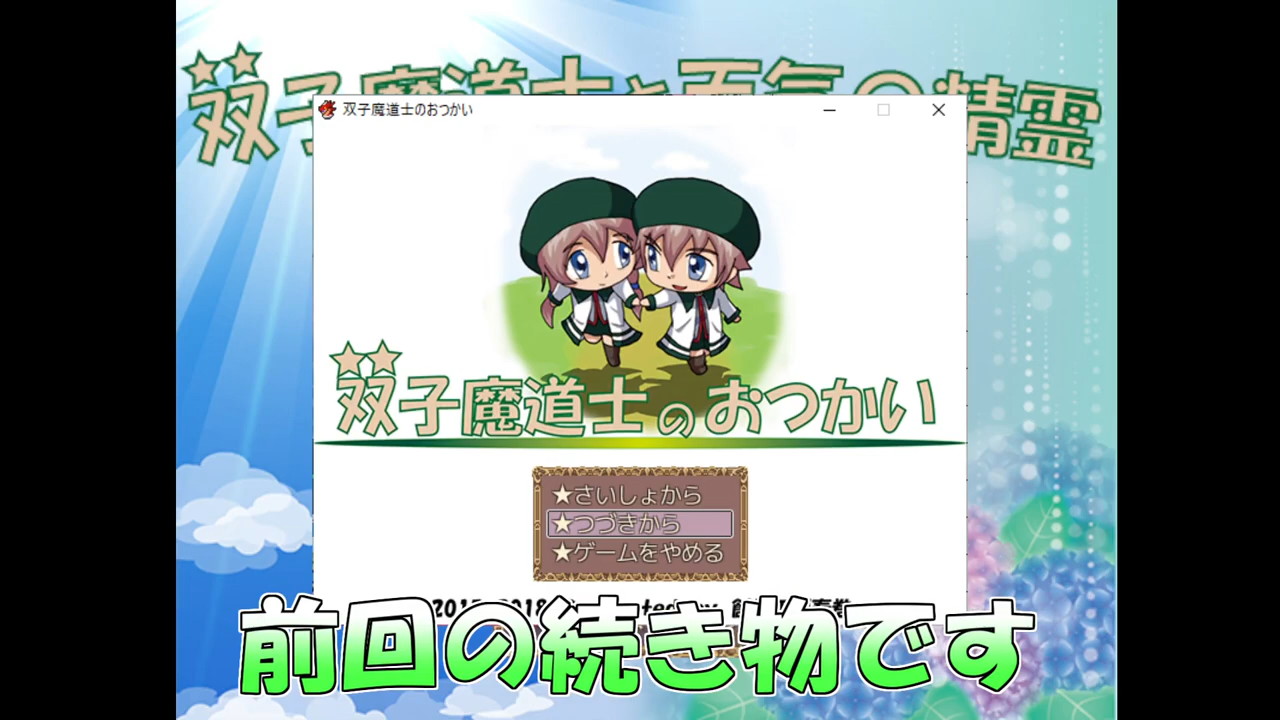 双子魔道士と天気の精霊
双子魔道士のおつかい
双子魔道士のおつかい
★さいしょから
★つづきから
★ゲームをやめる
前回の続き物です